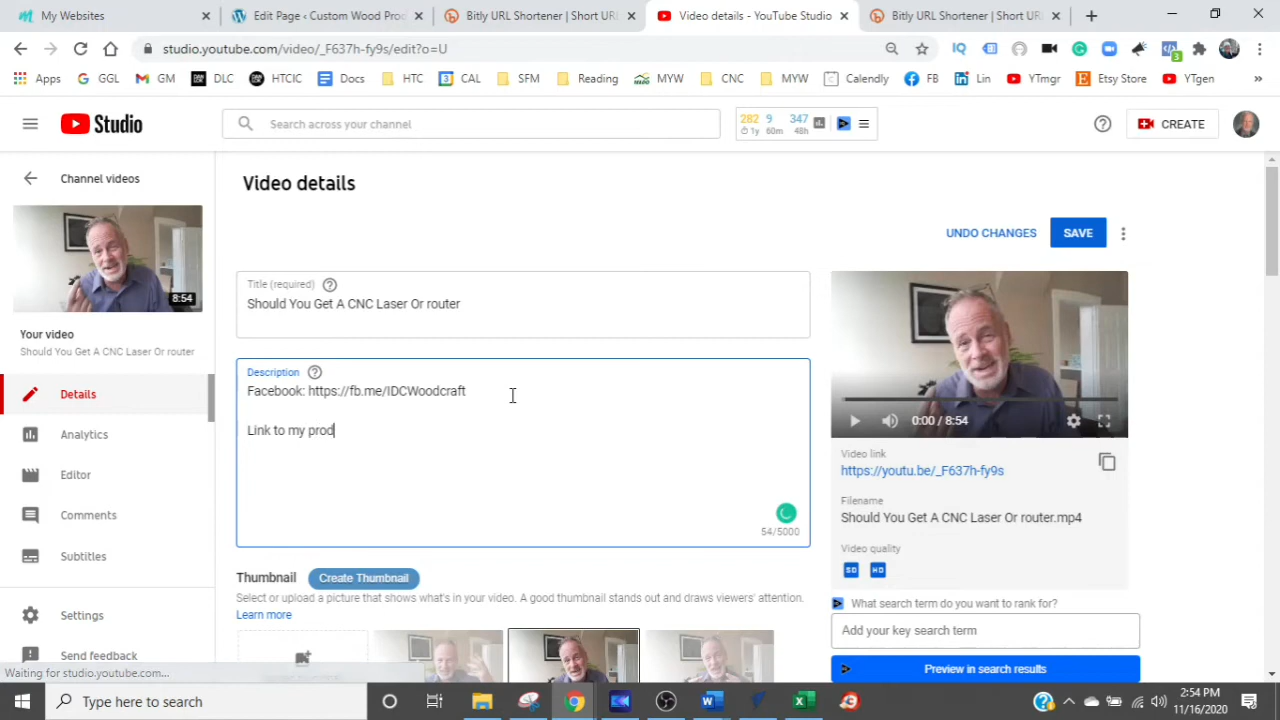 My Websites
Edit Page ‹ Custom Wood Pro
Bitly URL Shortener | Short UR
Video details - YouTube Studio
Bitly URL Shortener | Short UR
studio.youtube.com/video/_F637h-fy9s/edit?o=U
3
Apps
GGL
GM
DLC
HTCIC
Docs
HTC
CAL
SFM
Reading
MYW
CNC
MYW
Calendly
FB
Lin
YTmgr
Etsy Store
YTgen
Studio
Search across your channel
282 9 347
1y 60m 48h
CREATE
Channel videos
8:54
Your video
Should You Get A CNC Laser Or router
Details
Analytics
Editor
Comments
Subtitles
Settings
Send feedback
Video details
UNDO CHANGES
SAVE
Title (required)
Should You Get A CNC Laser Or router
Description
Facebook: https://fb.me/IDCWoodcraft
Link to my prod
54/5000
Thumbnail
Create Thumbnail
Select or upload a picture that shows what's in your video. A good thumbnail stands out and draws viewers' attention.
Learn more
0:00 / 8:54
Video link
https://youtu.be/_F637h-fy9s
Filename
Should You Get A CNC Laser Or router.mp4
Video quality
SD HD
What search term do you want to rank for?
Add your key search term
Preview in search results
Waiting for studio.youtube.com...
Type here to search
2:54 PM
11/16/2020